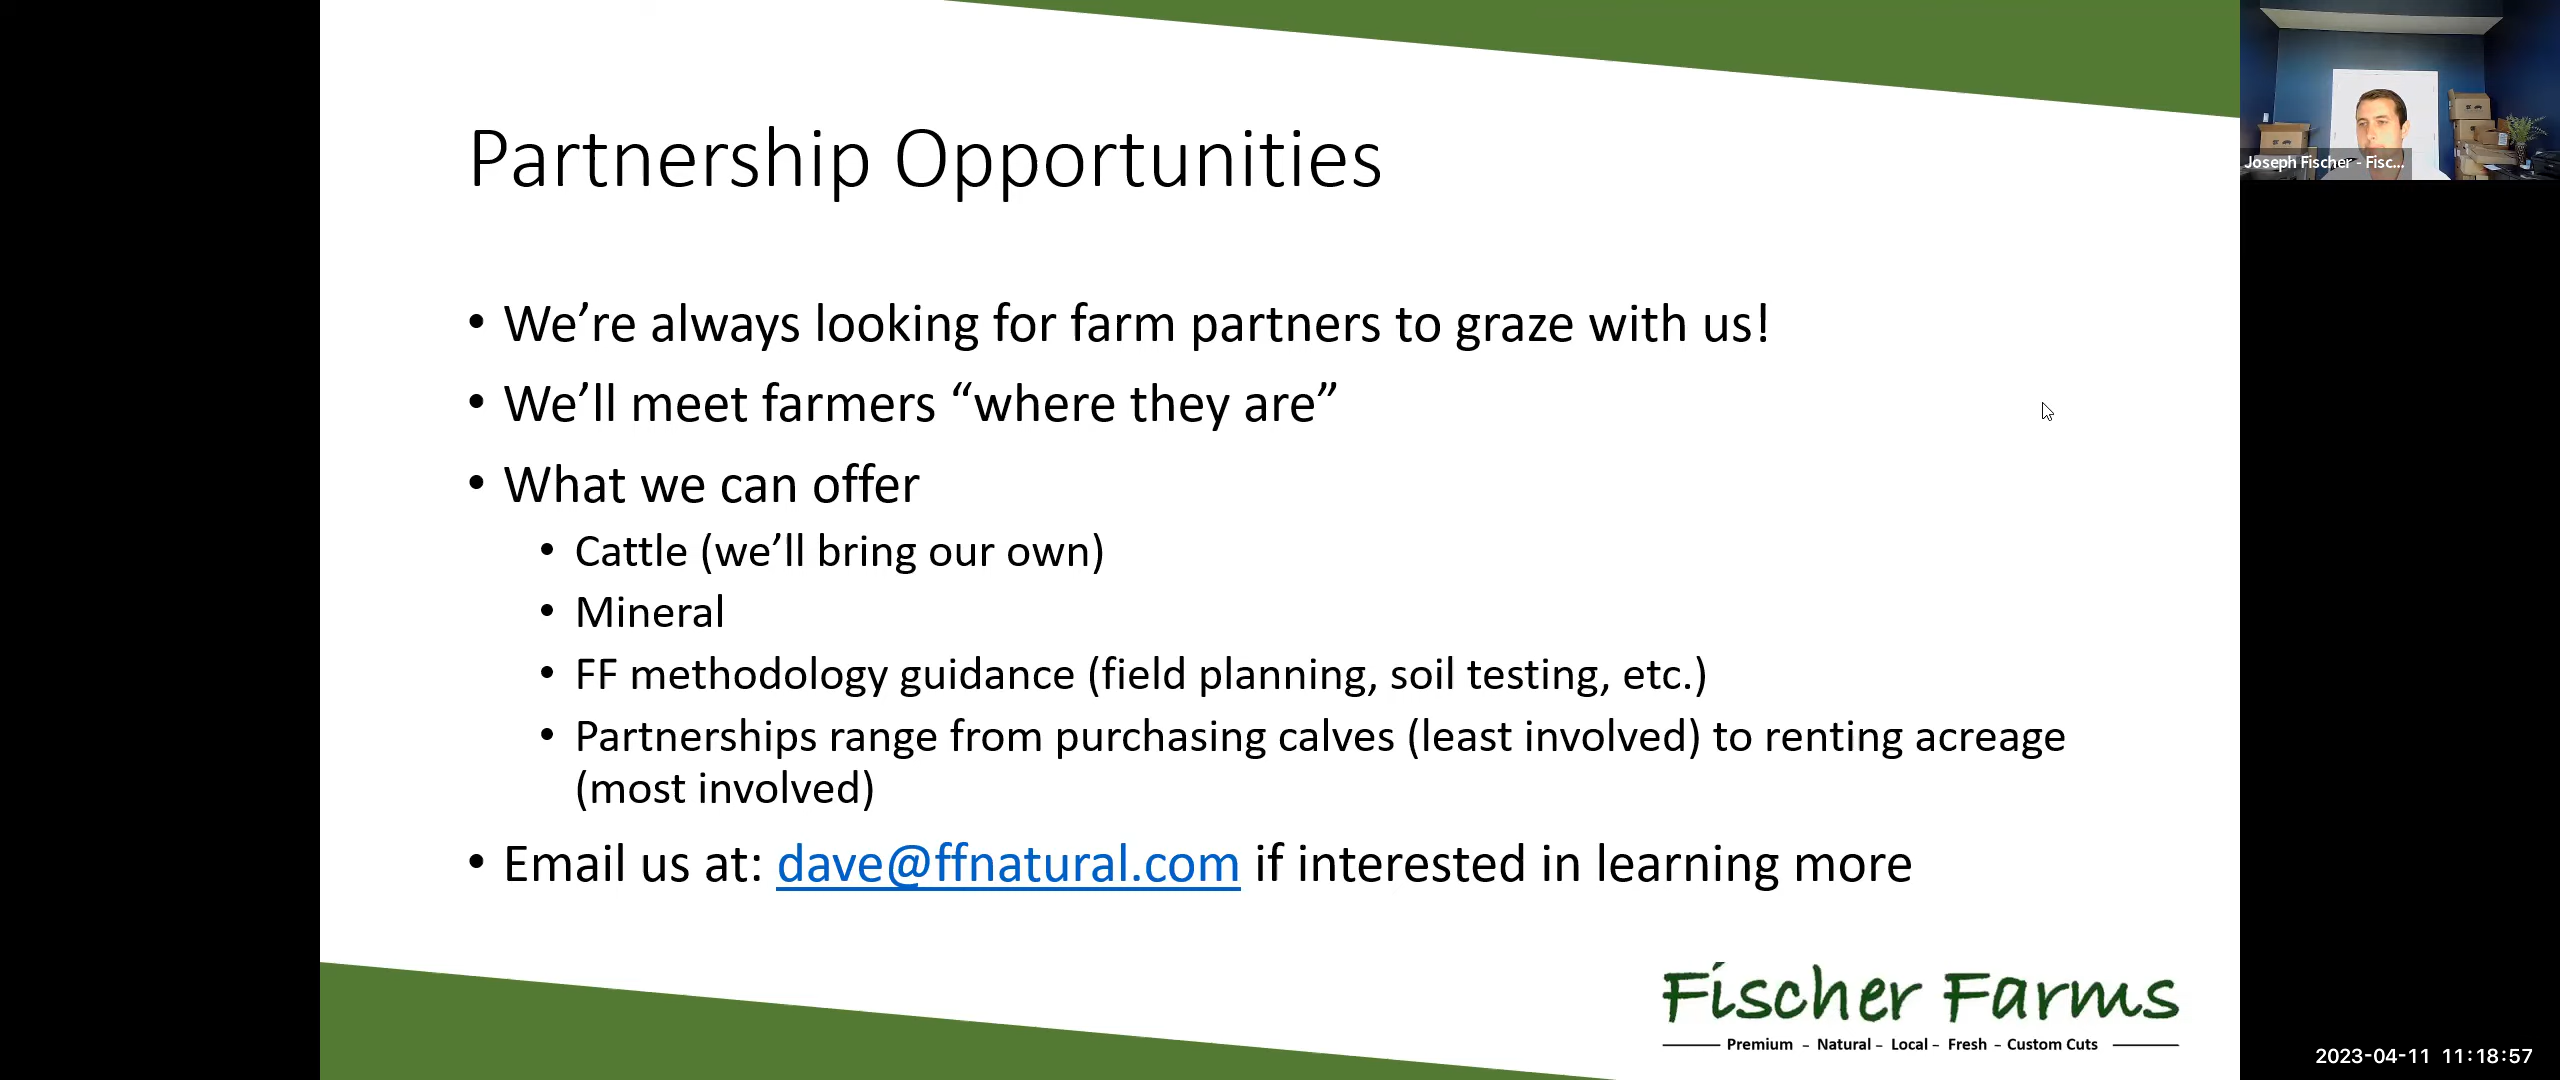 Partnership Opportunities
• We’re always looking for farm partners to graze with us!
• We’ll meet farmers “where they are”
• What we can offer
• Cattle (we’ll bring our own)
• Mineral
• FF methodology guidance (field planning, soil testing, etc.)
• Partnerships range from purchasing calves (least involved) to renting acreage
(most involved)
• Email us at: dave@ffnatural.com if interested in learning more
Fischer Farms
Premium – Natural – Local – Fresh – Custom Cuts
Joseph Fischer - Fisc...
2023-04-11 11:18:57